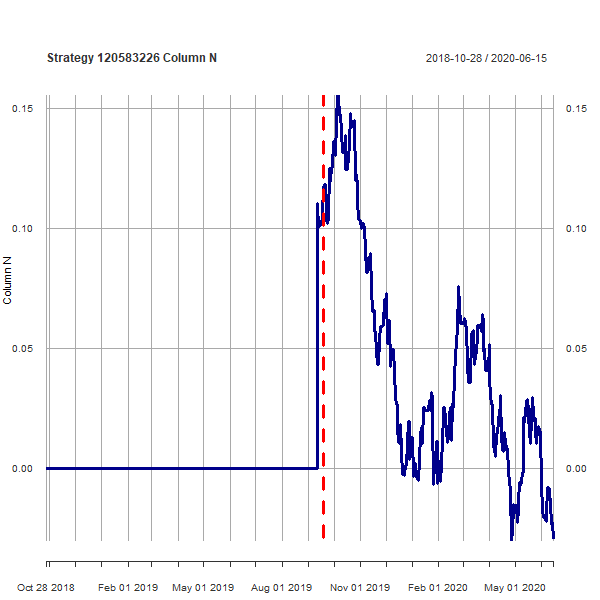 Strategy 120583226 Column N
2018-10-28 / 2020-06-15
0.15 0.15
0.10 0.10
Column N
0.05 0.05
0.00 0.00
Oct 28 2018 Feb 01 2019 May 01 2019 Aug 01 2019 Nov 01 2019 Feb 01 2020 May 01 2020